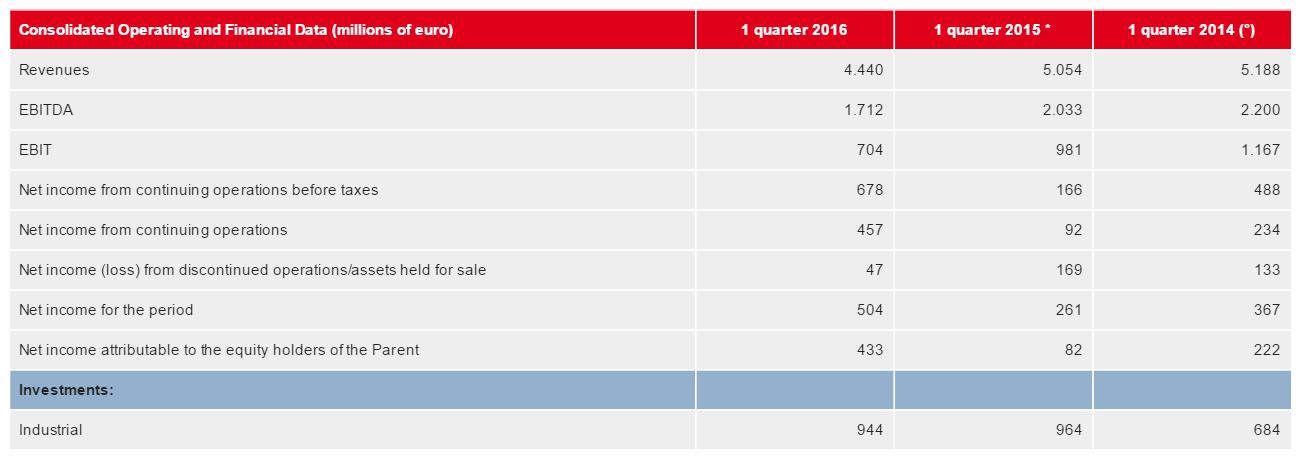 Consolidated Operating and Financial Data (millions of euro) 1 quarter 2016 1 quarter 2015 * 1 quarter 2014 (°)
Revenues 4.440 5.054 5.188
EBITDA 1.712 2.033 2.200
EBIT 704 981 1.167
Net income from continuing operations before taxes 678 166 488
Net income from continuing operations 457 92 234
Net income (loss) from discontinued operations/assets held for sale 47 169 133
Net income for the period 504 261 367
Net income attributable to the equity holders of the Parent 433 82 222
Investments:
Industrial 944 964 684